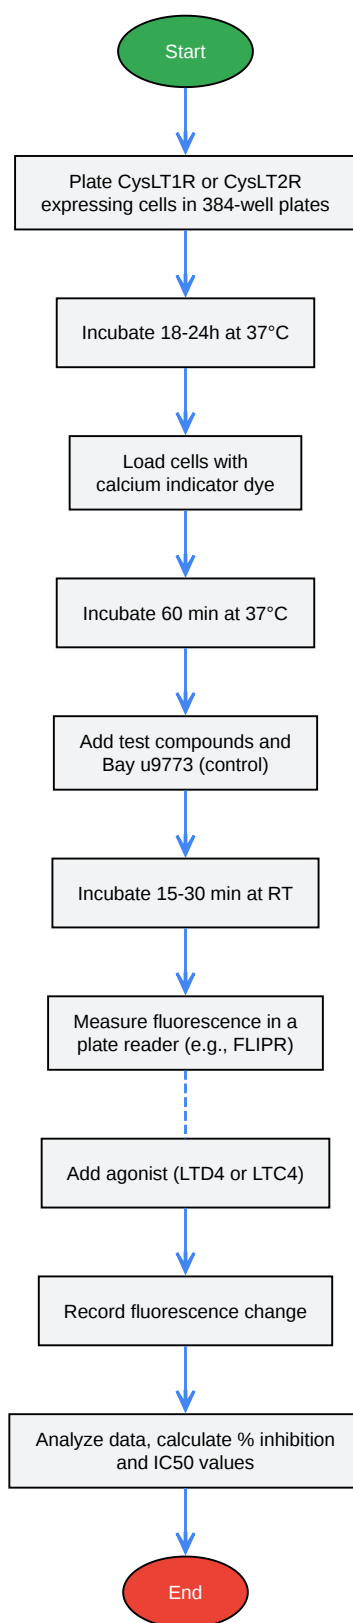 Start
Plate CysLT1R or CysLT2R
expressing cells in 384-well plates
Incubate 18-24h at 37°C
Load cells with
calcium indicator dye
Incubate 60 min at 37°C
Add test compounds and
Bay u9773 (control)
Incubate 15-30 min at RT
Measure fluorescence in a
plate reader (e.g., FLIPR)
Add agonist (LTD4 or LTC4)
Record fluorescence change
Analyze data, calculate % inhibition
and IC50 values
End